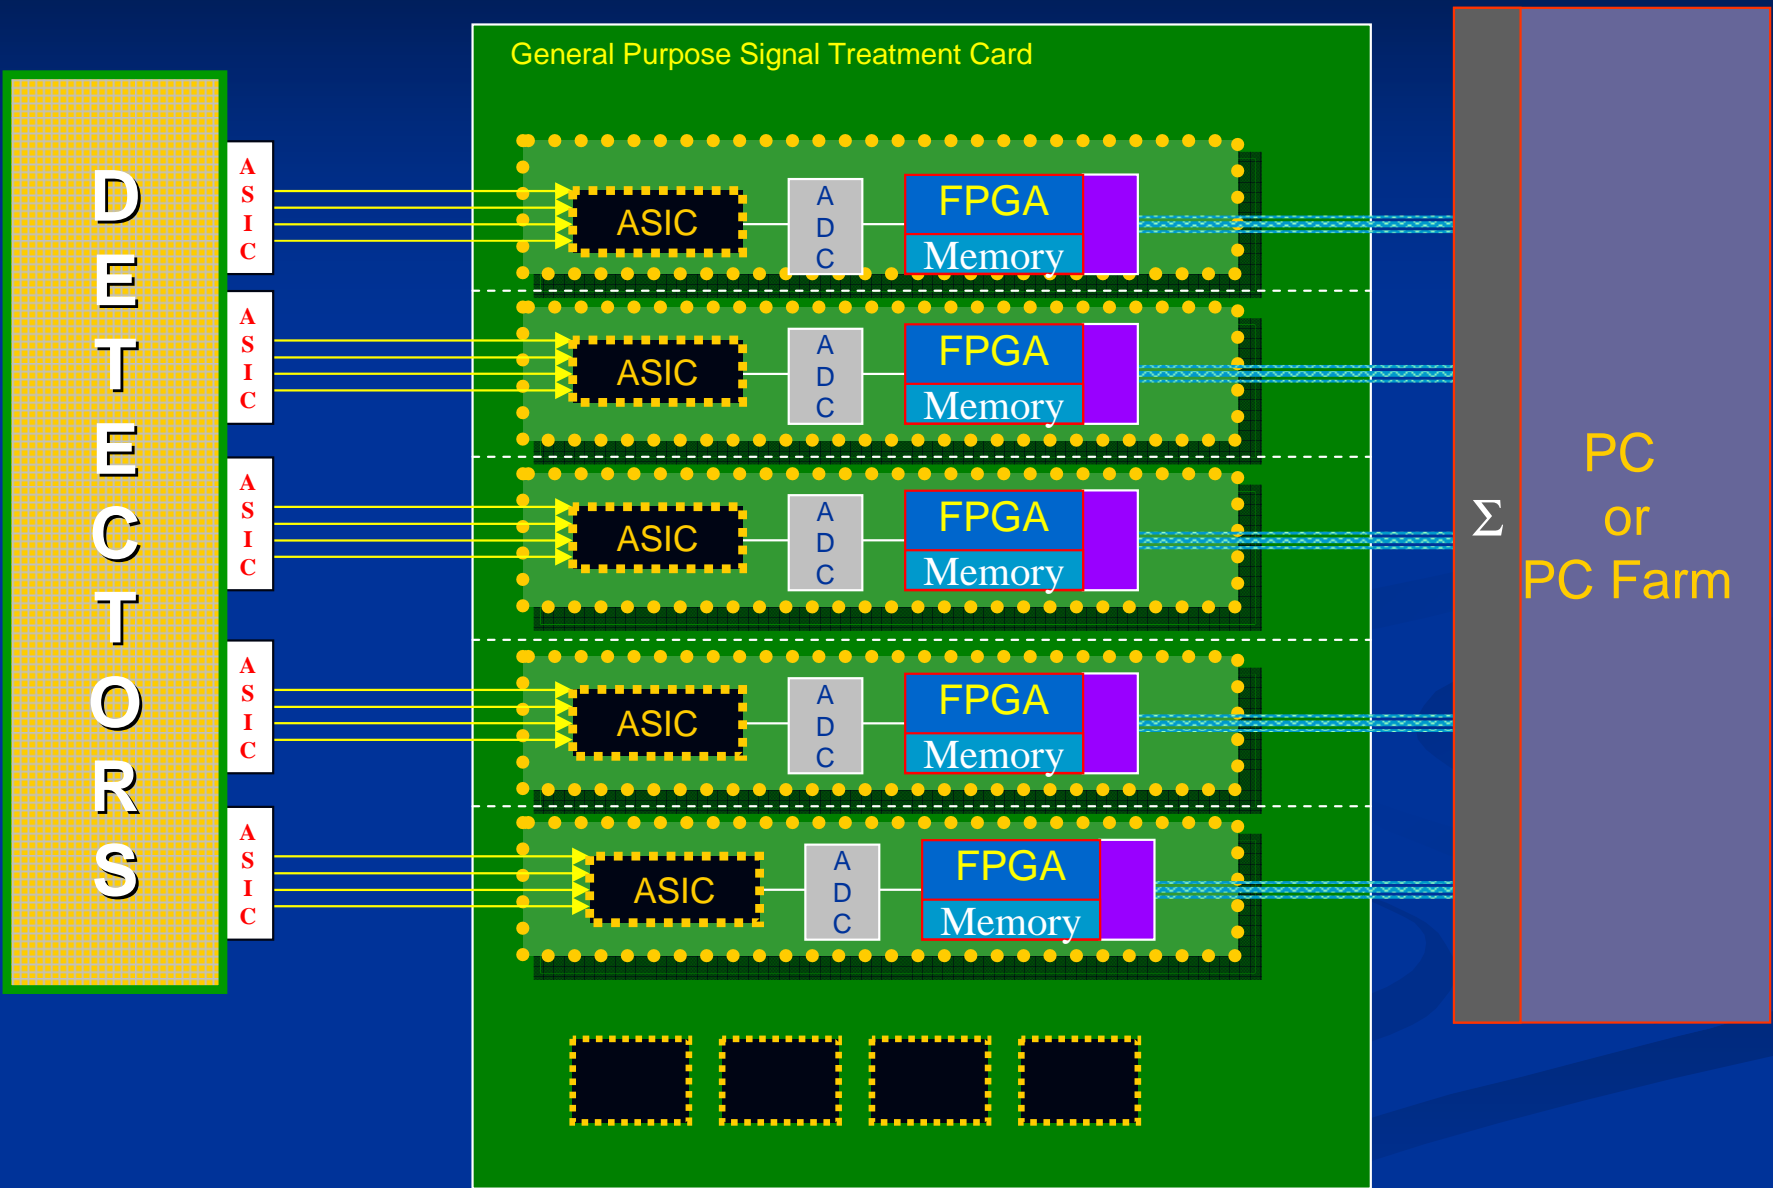 General Purpose Signal Treatment Card
DETECTORS
ASIC
ASIC
ADC
FPGA
Memory
ASIC
ASIC
ADC
FPGA
Memory
ASIC
ASIC
ADC
FPGA
Memory
ASIC
ASIC
ADC
FPGA
Memory
ASIC
ASIC
ADC
FPGA
Memory
Σ
PC
or
PC Farm